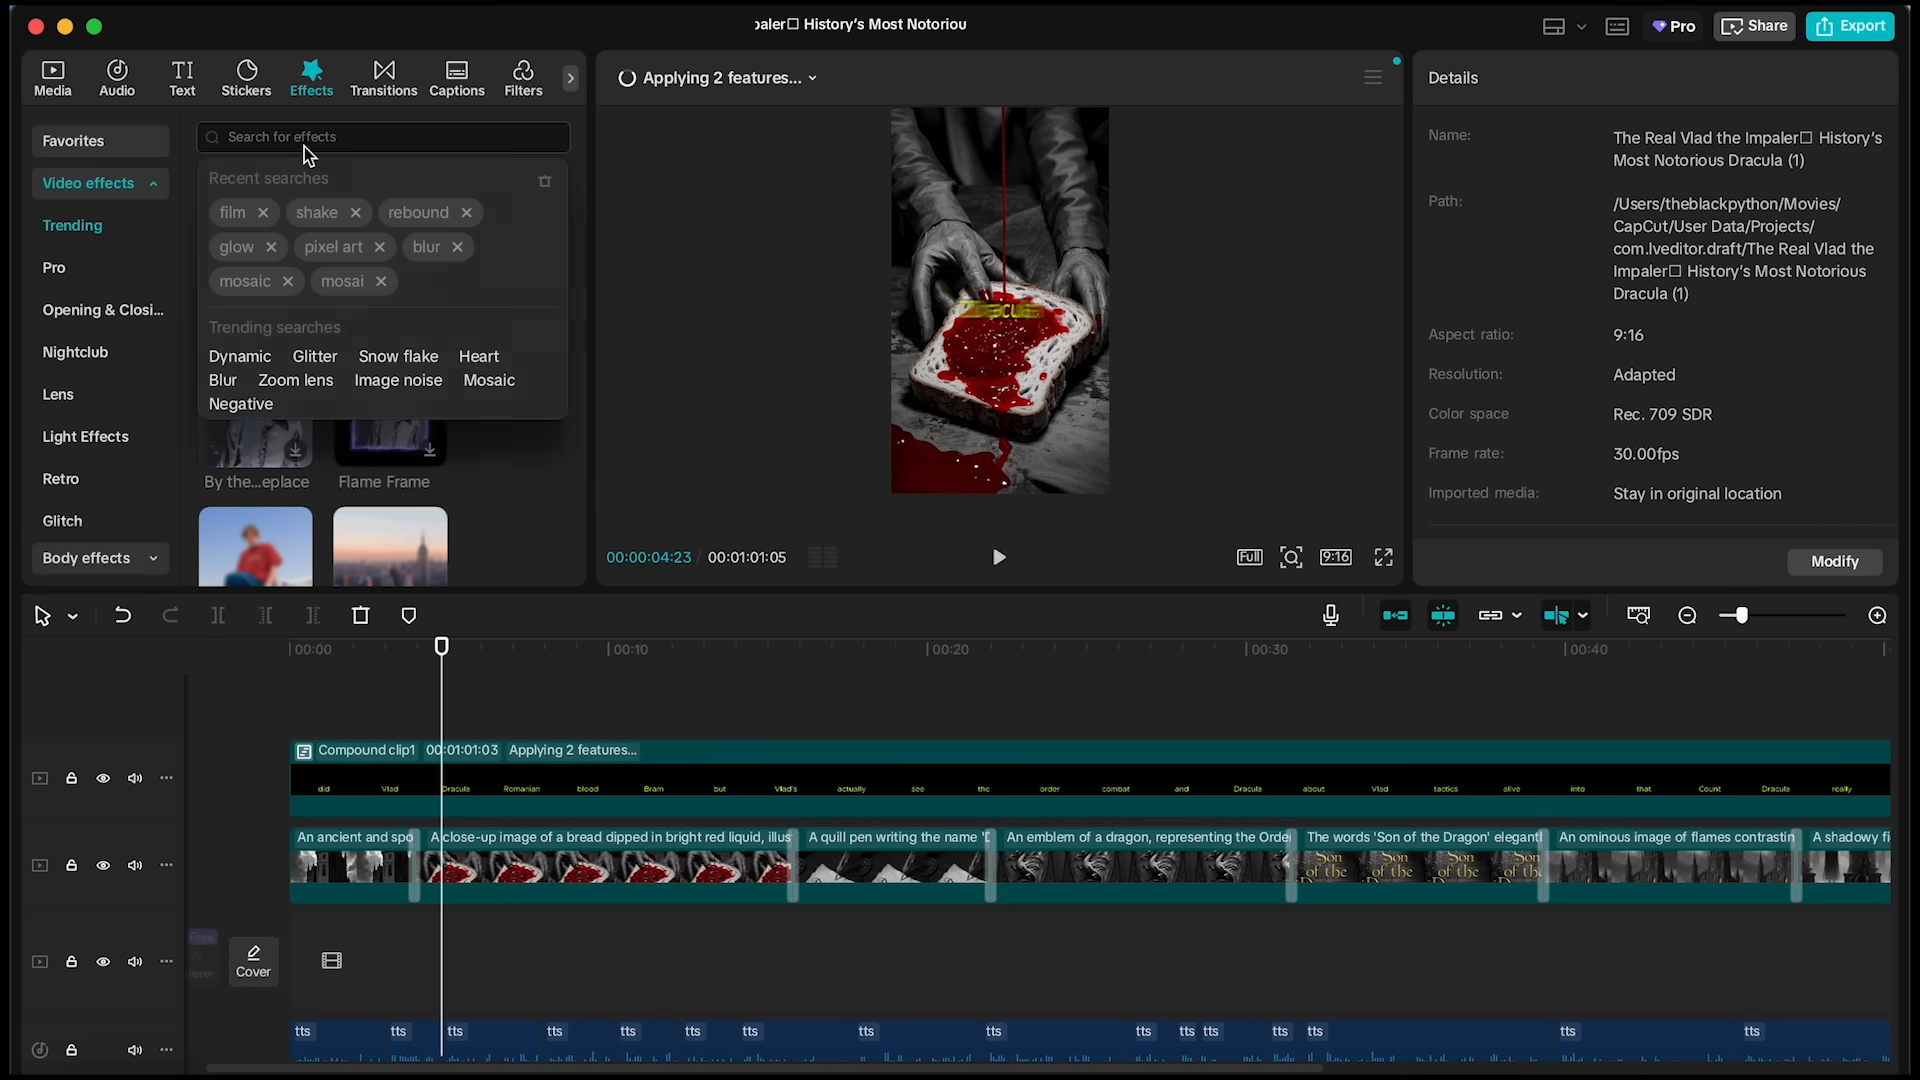 paler□ History's Most Notoriou
Pro
Share
Export
Media
Audio
TI
Text
Stickers
Effects
Transitions
Captions
Filters
Applying 2 features...
Details
Favorites
Video effects
Trending
Pro
Opening & Closi...
Nightclub
Lens
Light Effects
Retro
Glitch
Body effects
Search for effects
Recent searches
film
shake
rebound
glow
pixel art
blur
mosaic
mosai
Trending searches
Dynamic Glitter Snow flake Heart
Blur Zoom lens Image noise Mosaic
Negative
By the...eplace
Flame Frame
00:00:04:23 / 00:01:01:05
Full
9:16
Name:
The Real Vlad the Impaler□ History's
Most Notorious Dracula (1)
Path:
/Users/theblackpython/Movies/
CapCut/User Data/Projects/
com.lveditor.draft/The Real Vlad the
Impaler□ History's Most Notorious
Dracula (1)
Aspect ratio:
9:16
Resolution:
Adapted
Color space
Rec. 709 SDR
Frame rate:
30.00fps
Imported media:
Stay in original location
Modify
00:00
00:10
00:20
00:30
00:40
Compound clip1 00:01:01:03 Applying 2 features...
did Vlad Dracula Romanian blood Bram but Vlad's actually see the order combat and Dracula about Vlad tactics alive into that Count Dracula really
An ancient and spo
A close-up image of a bread dipped in bright red liquid, illus
A quill pen writing the name 'D
An emblem of a dragon, representing the Orde
The words 'Son of the Dragon' elegantl
An ominous image of flames contrastin
A shadowy fi
Son Son Son Son
of the of the of the of th
Free
Cover
tts tts tts tts tts tts tts tts tts tts tts tts tts tts tts tts